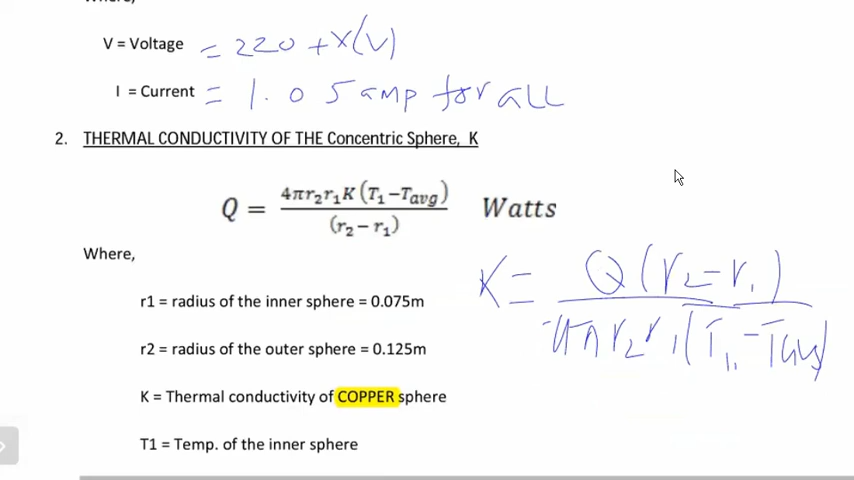 Where,
V = Voltage = 220 + X(V)
I = Current = 1.05 amp for all
2. THERMAL CONDUCTIVITY OF THE Concentric Sphere, K
Q = 4πr₂r₁K(T₁−Tavg) / (r₂ − r₁) Watts
Where,
K = Q(r₂−r₁) / 4πr₂r₁(T₁−Tavg)
r1 = radius of the inner sphere = 0.075m
r2 = radius of the outer sphere = 0.125m
K = Thermal conductivity of COPPER sphere
T1 = Temp. of the inner sphere